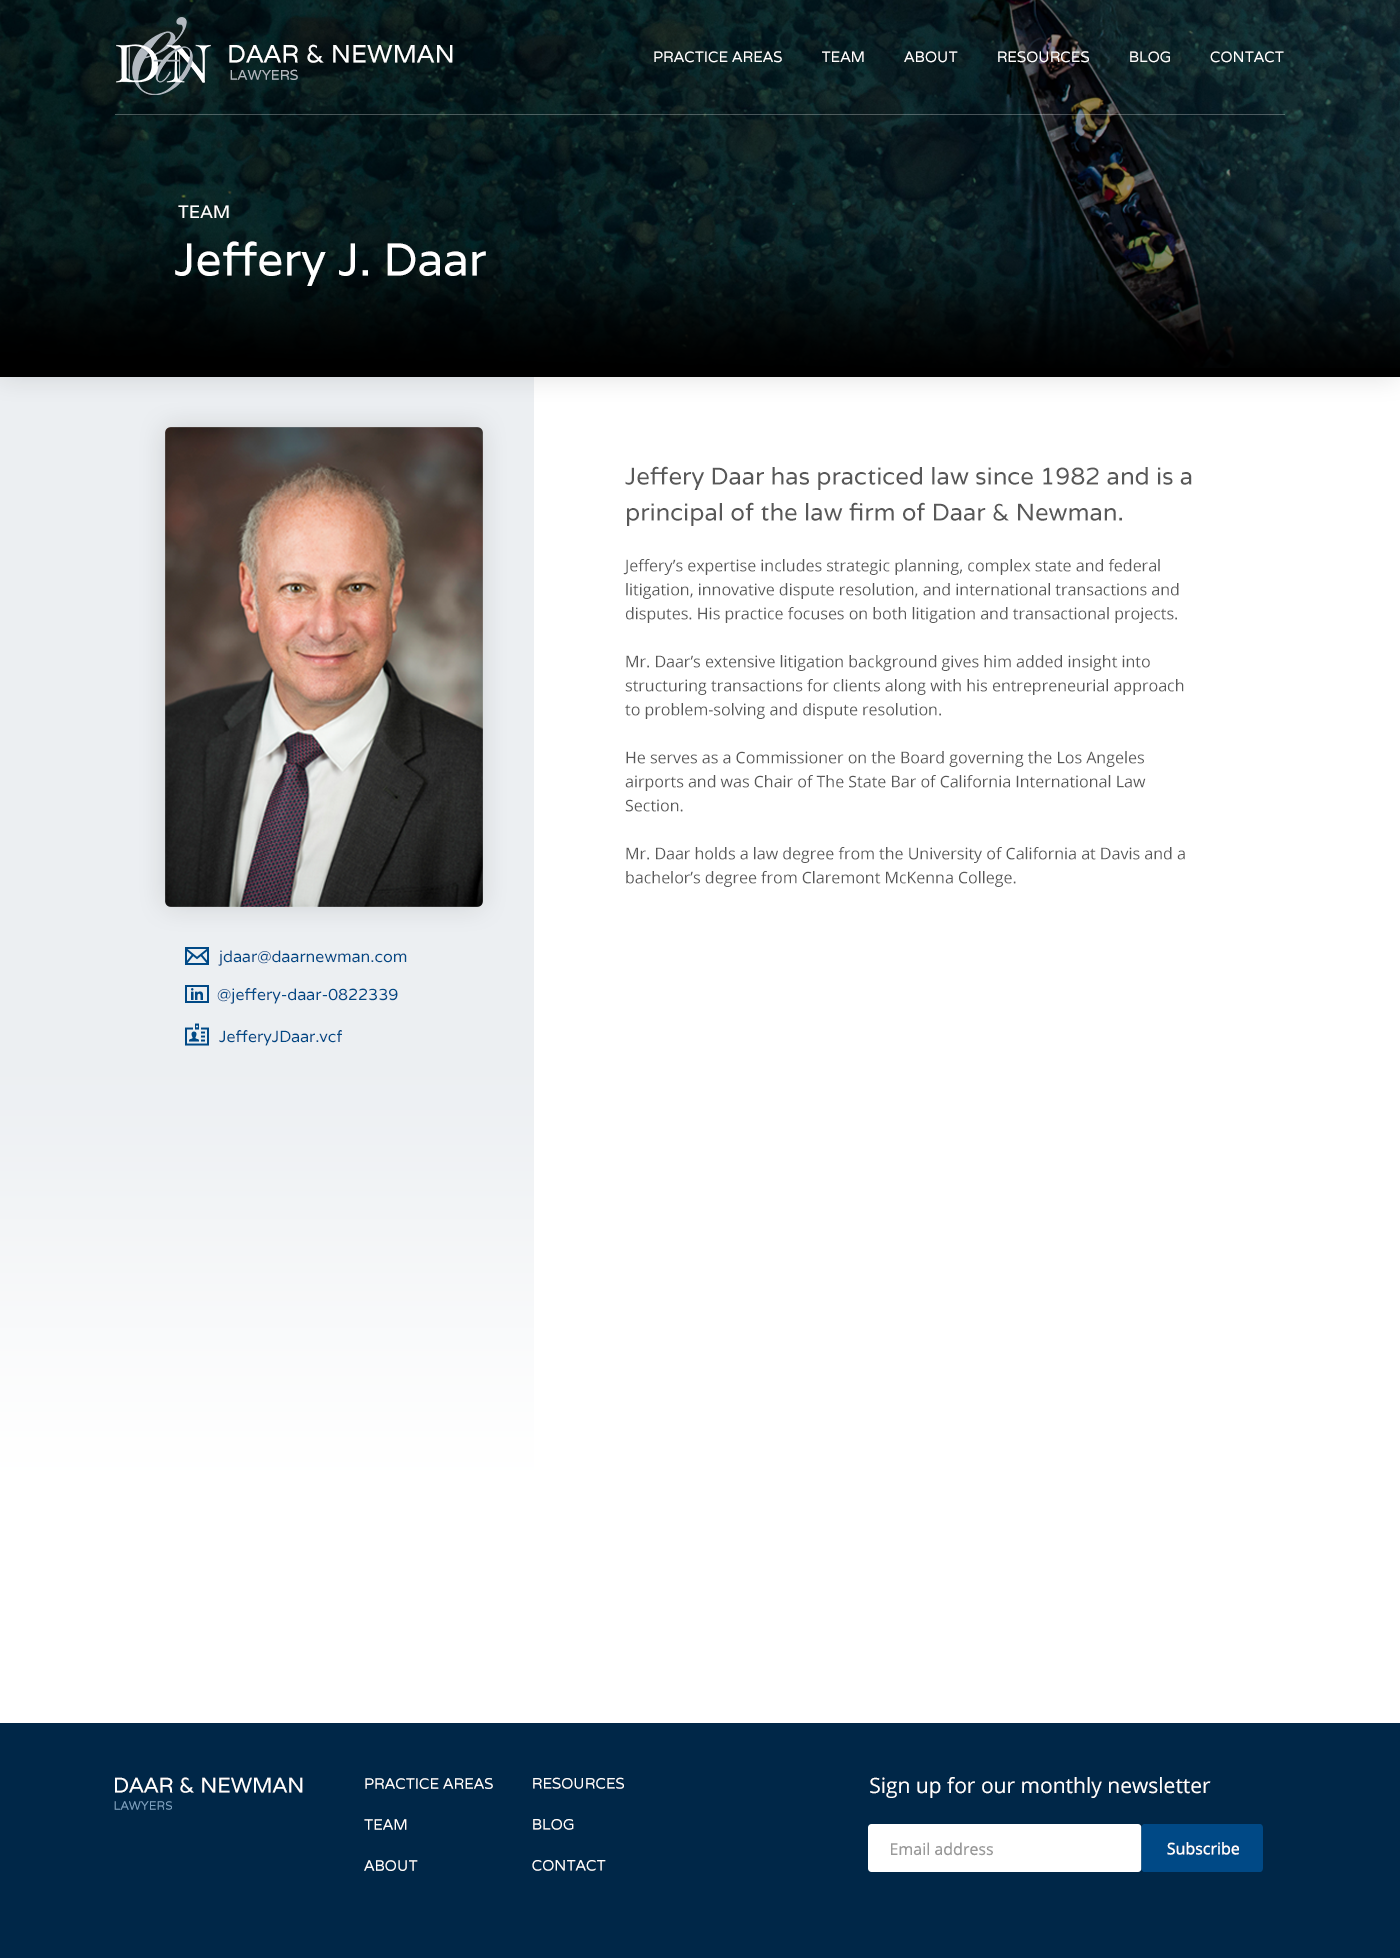 D&N DAAR & NEWMAN
LAWYERS
PRACTICE AREAS TEAM ABOUT RESOURCES BLOG CONTACT
TEAM
Jeffery J. Daar
jdaar@daarnewman.com
@jeffery-daar-0822339
JefferyJDaar.vcf
Jeffery Daar has practiced law since 1982 and is a
principal of the law firm of Daar & Newman.
Jeffery’s expertise includes strategic planning, complex state and federal
litigation, innovative dispute resolution, and international transactions and
disputes. His practice focuses on both litigation and transactional projects.
Mr. Daar’s extensive litigation background gives him added insight into
structuring transactions for clients along with his entrepreneurial approach
to problem-solving and dispute resolution.
He serves as a Commissioner on the Board governing the Los Angeles
airports and was Chair of The State Bar of California International Law
Section.
Mr. Daar holds a law degree from the University of California at Davis and a
bachelor’s degree from Claremont McKenna College.
DAAR & NEWMAN
LAWYERS
PRACTICE AREAS
TEAM
ABOUT
RESOURCES
BLOG
CONTACT
Sign up for our monthly newsletter
Email address
Subscribe